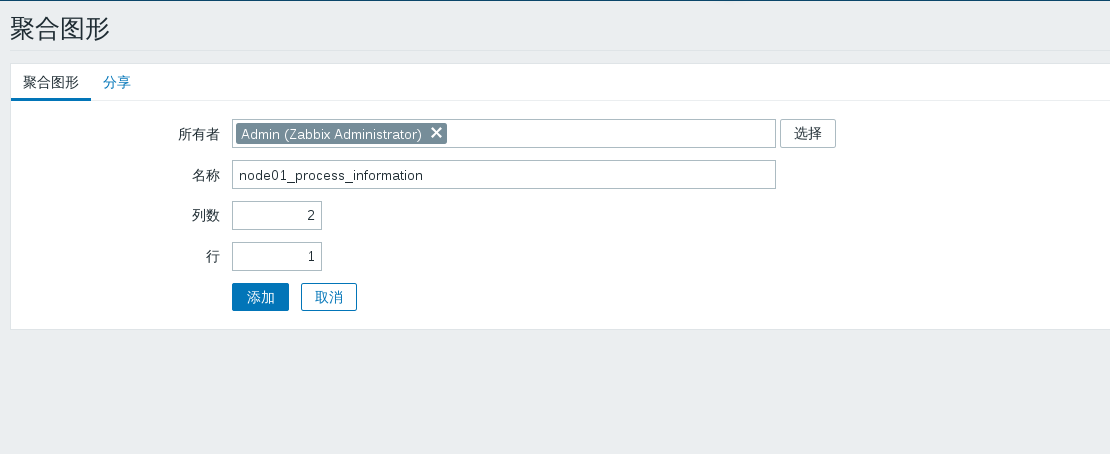 聚合图形
聚合图形 分享
所有者 Admin (Zabbix Administrator) 选择
名称 node01_process_information
列数 2
行 1
添加 取消